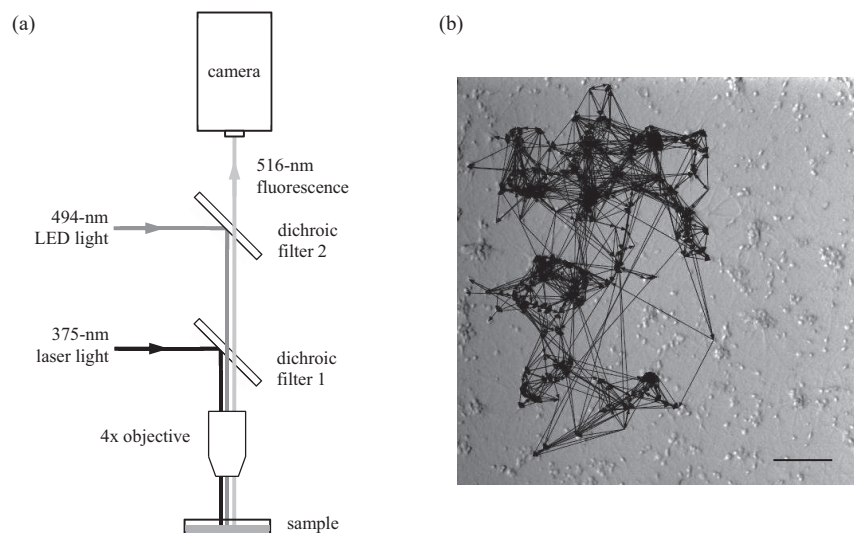 (a)
(b)
camera
516-nm
fluorescence
494-nm
LED light
dichroic
filter 2
375-nm
laser light
dichroic
filter 1
4x objective
sample